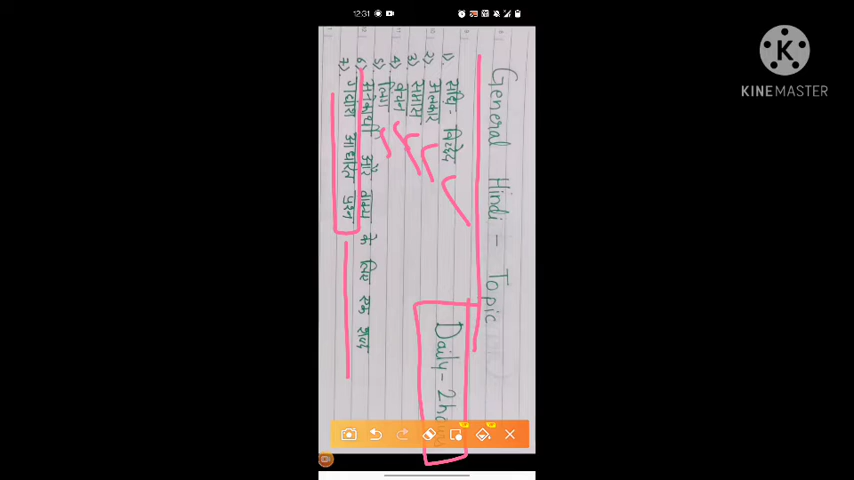 12:31
KINEMASTER
General Hindi - Topic
Daily - 2h
1). संधि - विच्छेद
2) अलंकार
3) समास
4) वचन
5) लिंग
6) और वाक्य के लिए एक शब्द
7). गद्यांश आधारित प्रश्न